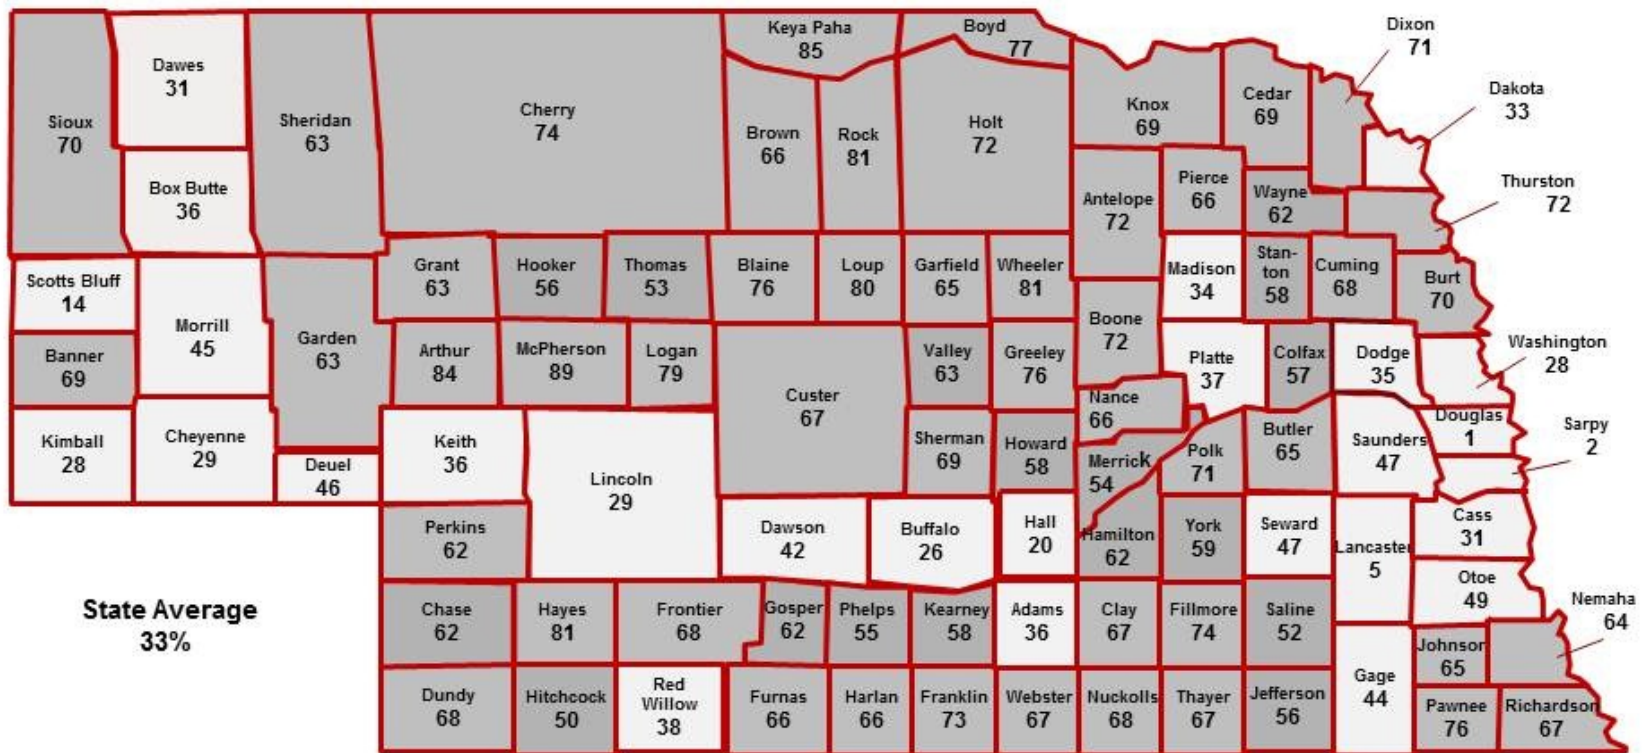 Keya Paha
85
Boyd
77
Dixon
71
Dawes
31
Dakota
33
Sioux
70
Sheridan
63
Cherry
74
Brown
66
Rock
81
Holt
72
Knox
69
Cedar
69
Box Butte
36
Antelope
72
Pierce
66
Wayne
62
Thurston
72
Scotts Bluff
14
Morrill
45
Garden
63
Grant
63
Hooker
56
Thomas
53
Blaine
76
Loup
80
Garfield
65
Wheeler
81
Madison
34
Stan-
ton
58
Cuming
68
Burt
70
Banner
69
Arthur
84
McPherson
89
Logan
79
Custer
67
Valley
63
Greeley
76
Boone
72
Platte
37
Colfax
57
Dodge
35
Washington
28
Nance
66
Kimball
28
Cheyenne
29
Deuel
46
Keith
36
Lincoln
29
Sherman
69
Howard
58
Merrick
54
Polk
71
Butler
65
Saunders
47
Douglas
1
Sarpy
2
Perkins
62
Dawson
42
Buffalo
26
Hall
20
Hamilton
62
York
59
Seward
47
Lancaster
5
Cass
31
Otoe
49
State Average
33%
Chase
62
Hayes
81
Frontier
68
Gosper
62
Phelps
55
Kearney
58
Adams
36
Clay
67
Fillmore
74
Saline
52
Nemaha
64
Johnson
65
Dundy
68
Hitchcock
50
Red
Willow
38
Furnas
66
Harlan
66
Franklin
73
Webster
67
Nuckolls
68
Thayer
67
Jefferson
56
Gage
44
Pawnee
76
Richardson
67